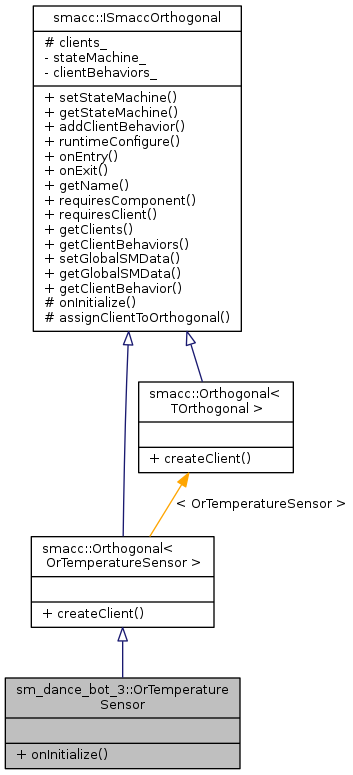 smacc::ISmaccOrthogonal
# clients_
- stateMachine_
- clientBehaviors_
+ setStateMachine()
+ getStateMachine()
+ addClientBehavior()
+ runtimeConfigure()
+ onEntry()
+ onExit()
+ getName()
+ requiresComponent()
+ requiresClient()
+ getClients()
+ getClientBehaviors()
+ setGlobalSMData()
+ getGlobalSMData()
+ getClientBehavior()
# onInitialize()
# assignClientToOrthogonal()
smacc::Orthogonal<
TOrthogonal >
+ createClient()
< OrTemperatureSensor >
smacc::Orthogonal<
OrTemperatureSensor >
+ createClient()
sm_dance_bot_3::OrTemperature
Sensor
+ onInitialize()